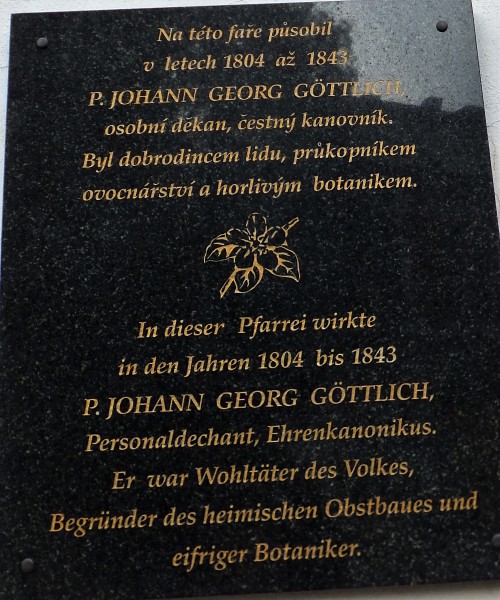 Na této faře působil
v letech 1804 až 1843
P. JOHANN GEORG GÖTTLICH,
osobní děkan, čestný kanovník.
Byl dobrodincem lidu, průkopníkem
ovocnářství a horlivým botanikem.
In dieser Pfarrei wirkte
in den Jahren 1804 bis 1843
P. JOHANN GEORG GÖTTLICH,
Personaldechant, Ehrenkanonikus.
Er war Wohltäter des Volkes,
Begründer des heimischen Obstbaues und
eifriger Botaniker.